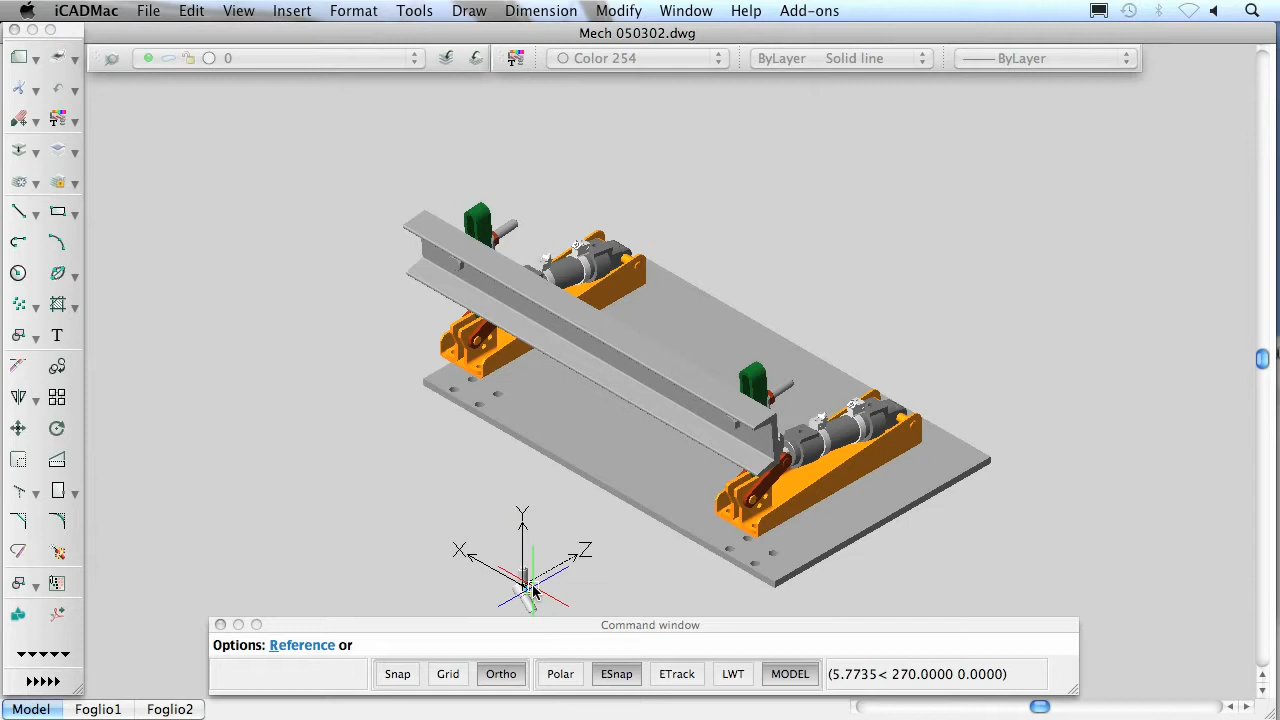 iCADMac File Edit View Insert Format Tools Draw Dimension Modify Window Help Add-ons
Mech 050302.dwg
0 Color 254 ByLayer Solid line ByLayer
T
Y
X Z
Command window
Options: Reference or
Snap Grid Ortho Polar ESnap ETrack LWT MODEL (5.7735< 270.0000 0.0000)
Model Foglio1 Foglio2